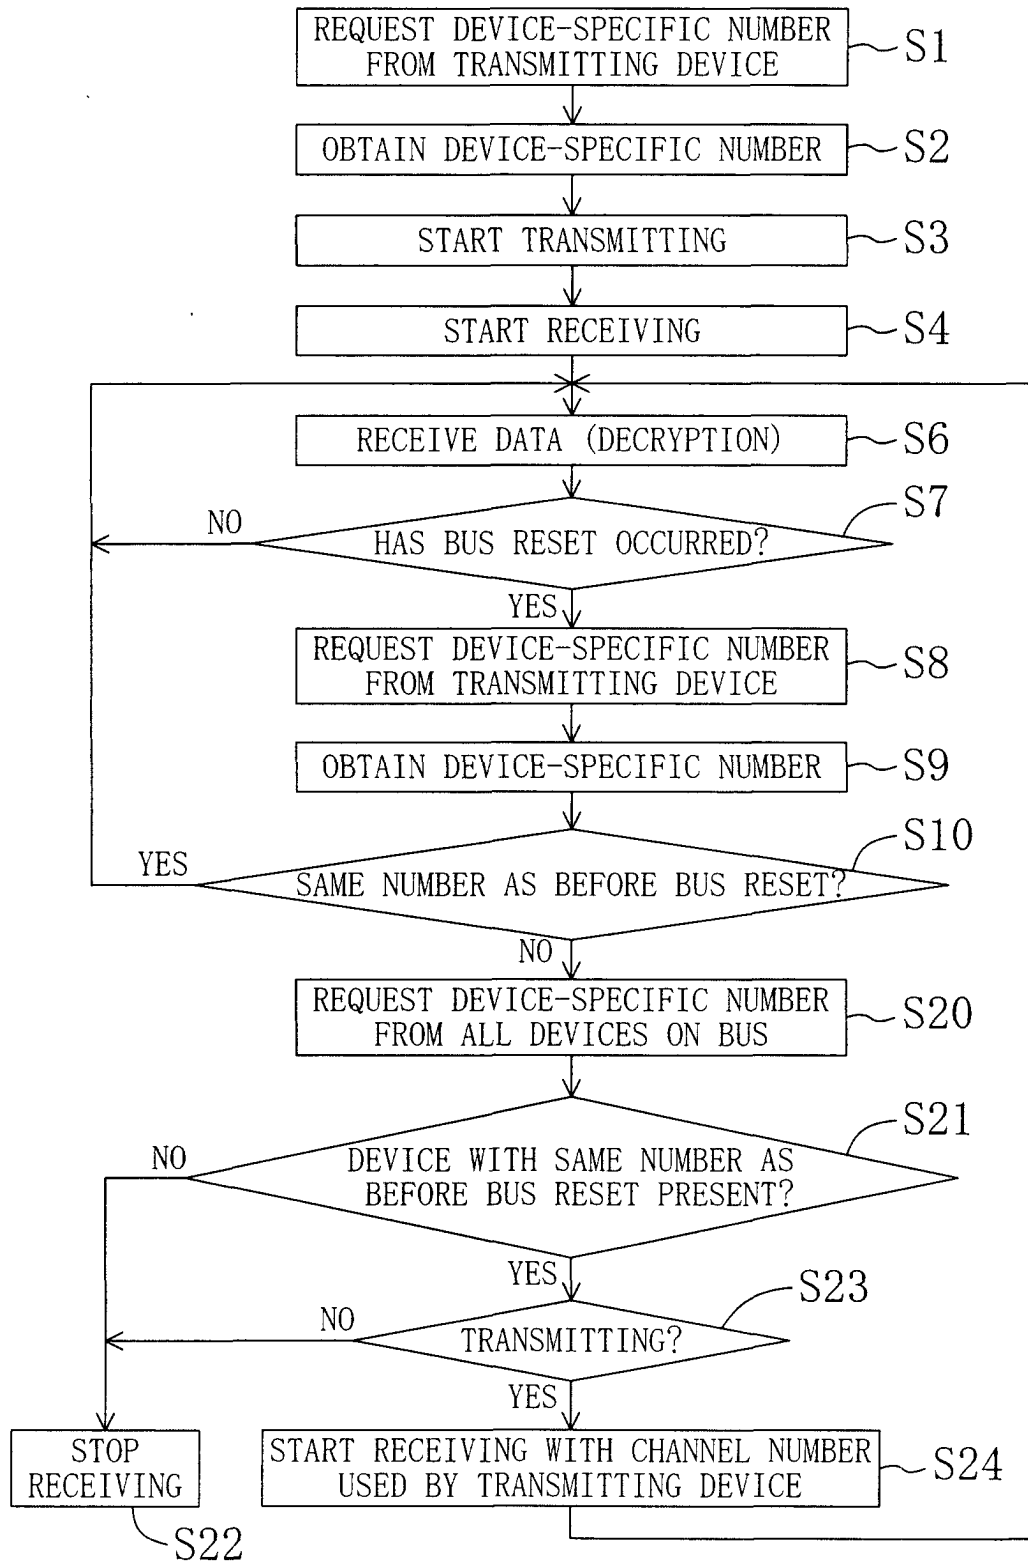 REQUEST DEVICE-SPECIFIC NUMBER
FROM TRANSMITTING DEVICE
S1
OBTAIN DEVICE-SPECIFIC NUMBER
S2
START TRANSMITTING
S3
START RECEIVING
S4
RECEIVE DATA (DECRYPTION)
S6
S7
NO
HAS BUS RESET OCCURRED?
YES
REQUEST DEVICE-SPECIFIC NUMBER
FROM TRANSMITTING DEVICE
S8
OBTAIN DEVICE-SPECIFIC NUMBER
S9
S10
YES
SAME NUMBER AS BEFORE BUS RESET?
NO
REQUEST DEVICE-SPECIFIC NUMBER
FROM ALL DEVICES ON BUS
S20
S21
NO
DEVICE WITH SAME NUMBER AS
BEFORE BUS RESET PRESENT?
YES
S23
NO
TRANSMITTING?
YES
STOP
RECEIVING
S22
START RECEIVING WITH CHANNEL NUMBER
USED BY TRANSMITTING DEVICE
S24